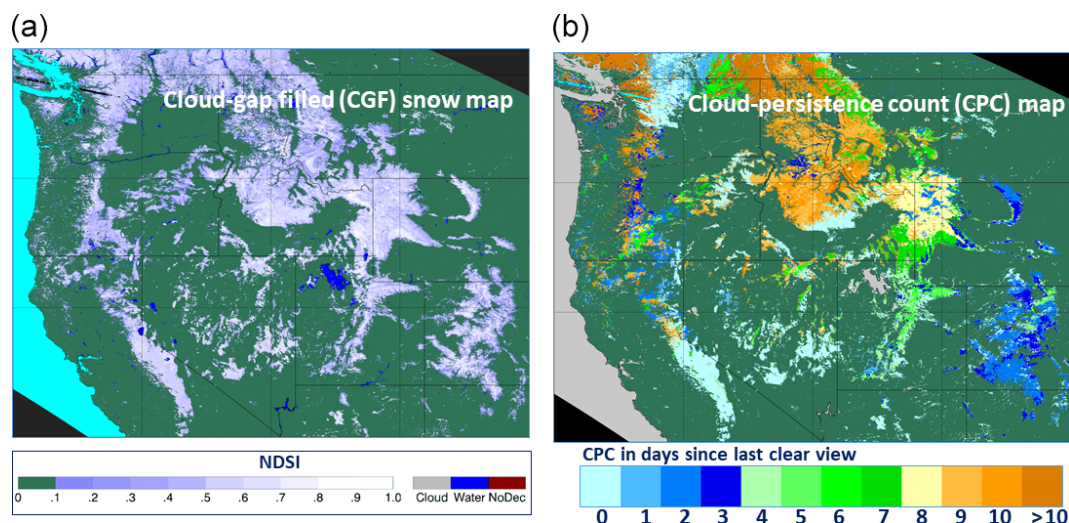 (a)
(b)
Cloud-gap filled (CGF) snow map
Cloud-persistence count (CPC) map
NDSI
0 .1 .2 .3 .4 .5 .6 .7 .8 1.0 Cloud Water NoDec
CPC in days since last clear view
0 1 2 3 4 5 6 7 8 9 10 >10